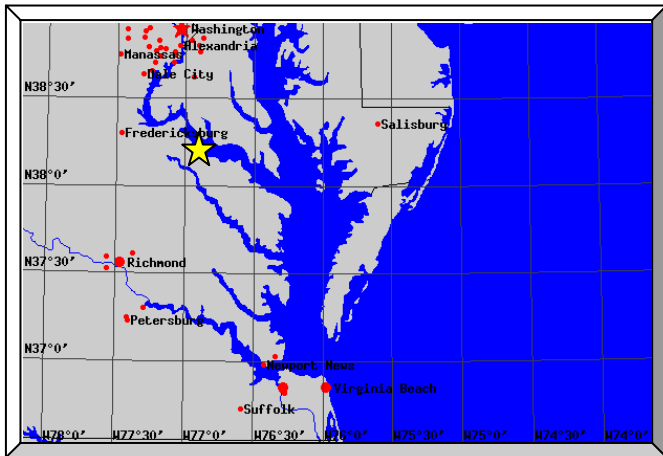 Washington
Alexandria
Manassas
Dale City
N38°30'
Salisbury
Fredericksburg
N38°0'
N37°30'
Richmond
Petersburg
N37°0'
Newport News
Virginia Beach
Suffolk
W78°0' W77°30' W77°0' W76°30' W76°0' W75°30' W75°0' W74°30' W74°0'